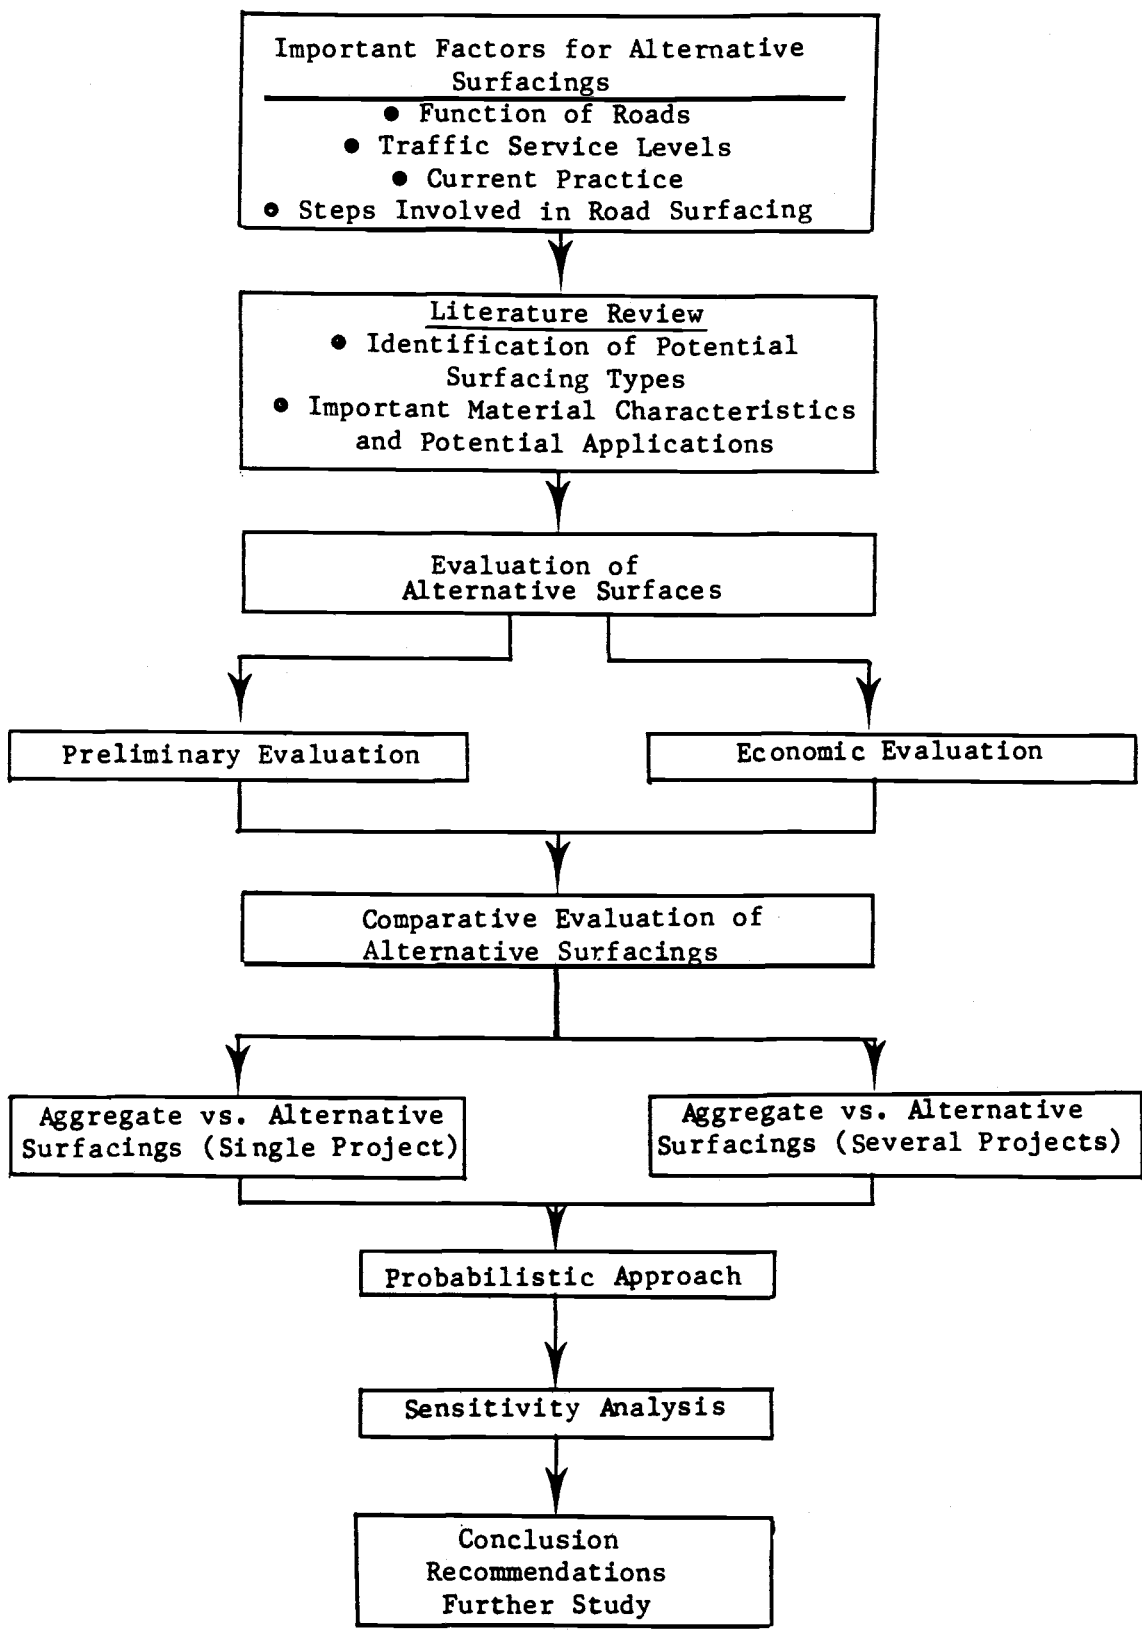 Important Factors for Alternative
Surfacings
● Function of Roads
● Traffic Service Levels
● Current Practice
● Steps Involved in Road Surfacing
Literature Review
● Identification of Potential
Surfacing Types
● Important Material Characteristics
and Potential Applications
Evaluation of
Alternative Surfaces
Preliminary Evaluation
Economic Evaluation
Comparative Evaluation of
Alternative Surfacings
Aggregate vs. Alternative
Surfacings (Single Project)
Aggregate vs. Alternative
Surfacings (Several Projects)
Probabilistic Approach
Sensitivity Analysis
Conclusion
Recommendations
Further Study